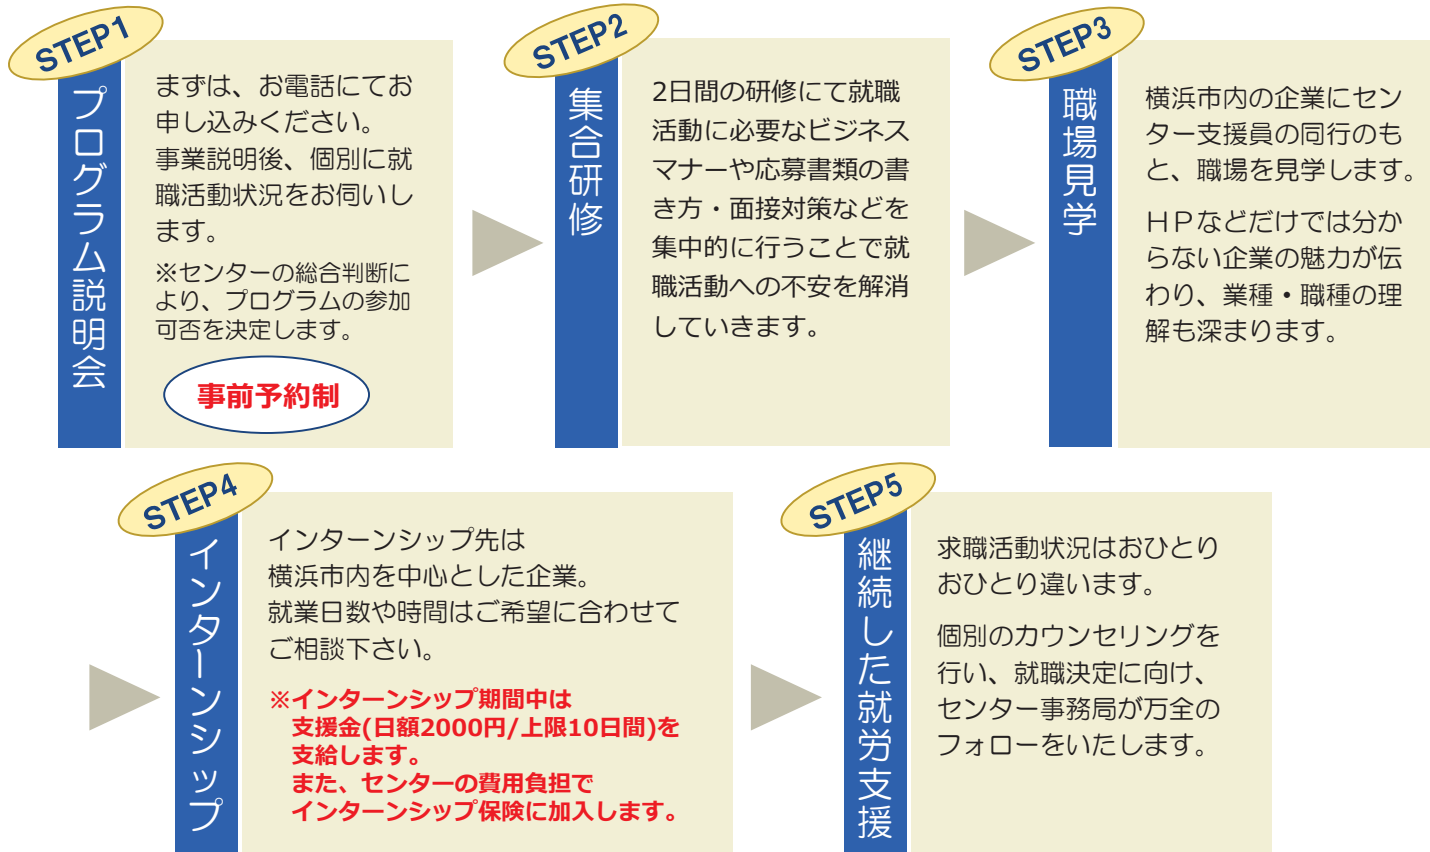 STEP1
プログラム説明会
まずは、お電話にてお
申し込みください。
事業説明後、個別に就
職活動状況をお伺いし
ます。
※センターの総合判断に
より、プログラムの参加
可否を決定します。
事前予約制
STEP2
集合研修
2日間の研修にて就職
活動に必要なビジネス
マナーや応募書類の書
き方・面接対策などを
集中的に行うことで就
職活動への不安を解消
していきます。
STEP3
職場見学
横浜市内の企業にセン
ター支援員の同行のも
と、職場を見学します。
ＨＰなどだけでは分か
らない企業の魅力が伝
わり、業種・職種の理
解も深まります。
STEP4
インターンシップ
インターンシップ先は
横浜市内を中心とした企業。
就業日数や時間はご希望に合わせて
ご相談下さい。
※インターンシップ期間中は
支援金(日額2000円/上限10日間)を
支給します。
また、センターの費用負担で
インターンシップ保険に加入します。
STEP5
継続した就労支援
求職活動状況はおひとり
おひとり違います。
個別のカウンセリングを
行い、就職決定に向け、
センター事務局が万全の
フォローをいたします。